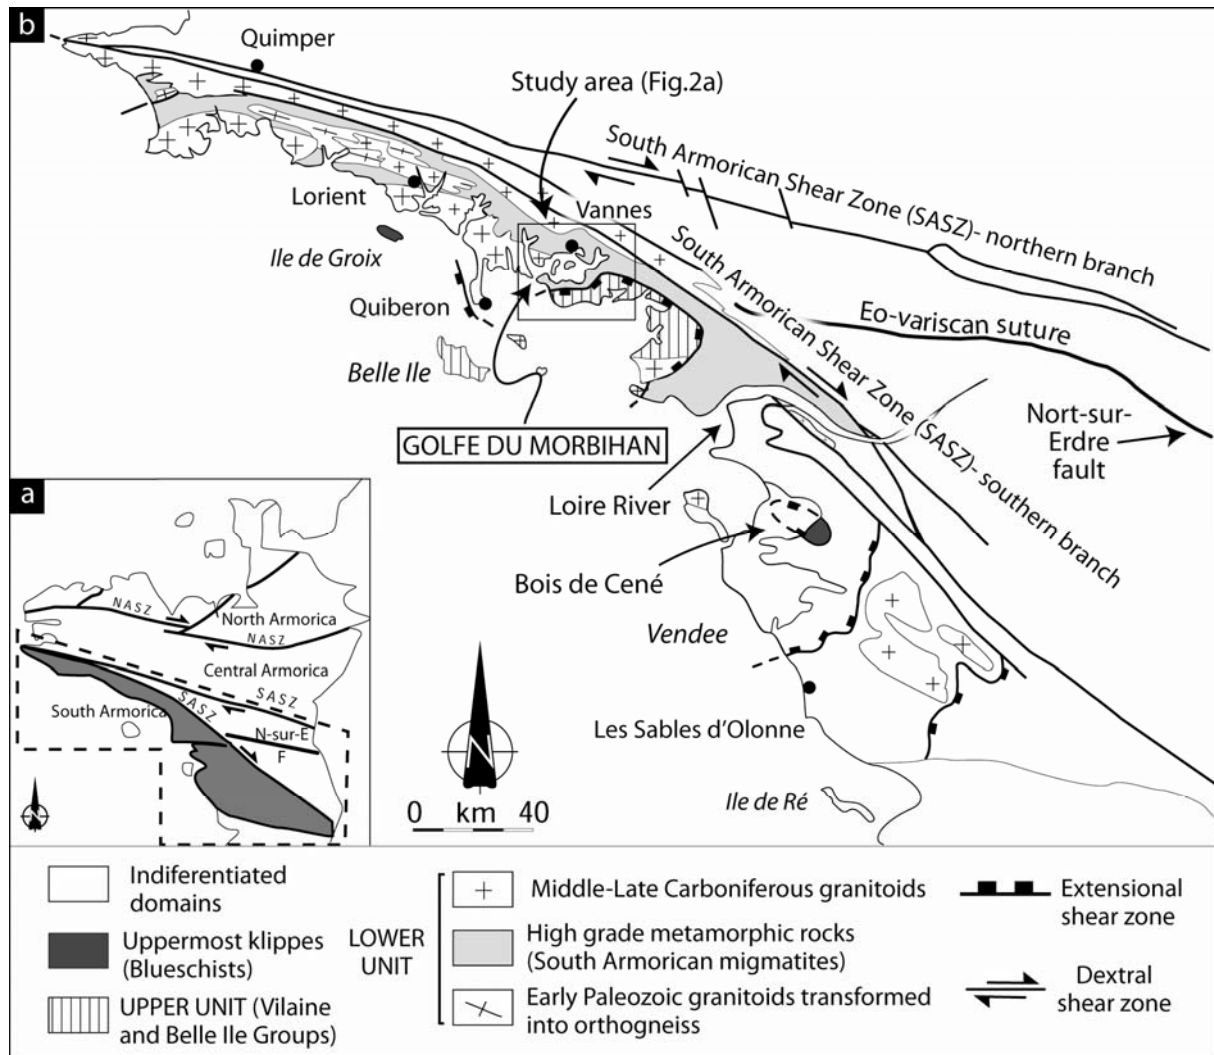 b
Quimper
Study area (Fig.2a)
South Armorican Shear Zone (SASZ)- northern branch
Lorient
Vannes
Ile de Groix
South Armorican Shear Zone (SASZ)- southern branch
Quiberon
Eo-variscan suture
Belle Ile
Nort-sur-
Erdre
fault
GOLFE DU MORBIHAN
Loire River
Bois de Cené
Vendee
Les Sables d'Olonne
Ile de Ré
N
0 km 40
a
NASZ
North Armorica
NASZ
Central Armorica
SASZ
SASZ
South Armorica
N-sur-E
F
Indiferentiated
domains
Uppermost klippes
(Blueschists)
UPPER UNIT (Vilaine
and Belle Ile Groups)
LOWER
UNIT
Middle-Late Carboniferous granitoids
High grade metamorphic rocks
(South Armorican migmatites)
Early Paleozoic granitoids transformed
into orthogneiss
Extensional
shear zone
Dextral
shear zone